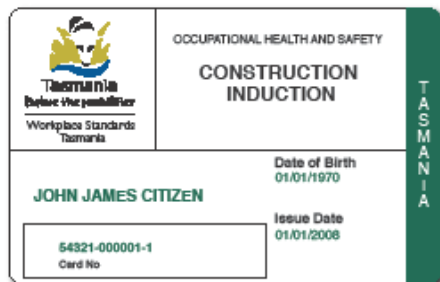 Tasmania
Explore the possibilities
Workplace Standards
Tasmania
OCCUPATIONAL HEALTH AND SAFETY
CONSTRUCTION
INDUCTION
TASMANIA
JOHN JAMES CITIZEN
Date of Birth
01/01/1970
Issue Date
01/01/2008
54321-000001-1
Card No